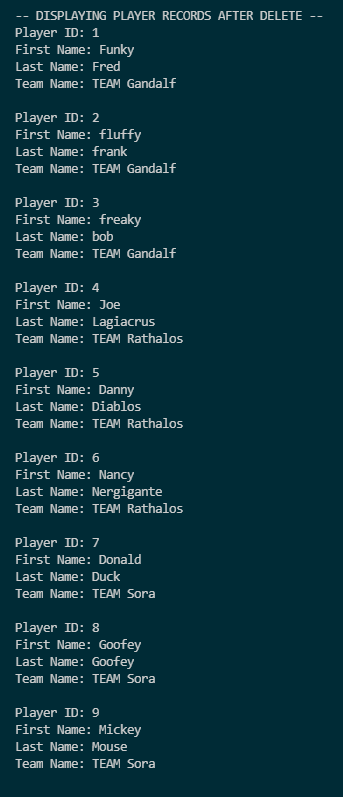 -- DISPLAYING PLAYER RECORDS AFTER DELETE --
Player ID: 1
First Name: Funky
Last Name: Fred
Team Name: TEAM Gandalf
Player ID: 2
First Name: fluffy
Last Name: frank
Team Name: TEAM Gandalf
Player ID: 3
First Name: freaky
Last Name: bob
Team Name: TEAM Gandalf
Player ID: 4
First Name: Joe
Last Name: Lagiacrus
Team Name: TEAM Rathalos
Player ID: 5
First Name: Danny
Last Name: Diablos
Team Name: TEAM Rathalos
Player ID: 6
First Name: Nancy
Last Name: Nergigante
Team Name: TEAM Rathalos
Player ID: 7
First Name: Donald
Last Name: Duck
Team Name: TEAM Sora
Player ID: 8
First Name: Goofey
Last Name: Goofey
Team Name: TEAM Sora
Player ID: 9
First Name: Mickey
Last Name: Mouse
Team Name: TEAM Sora